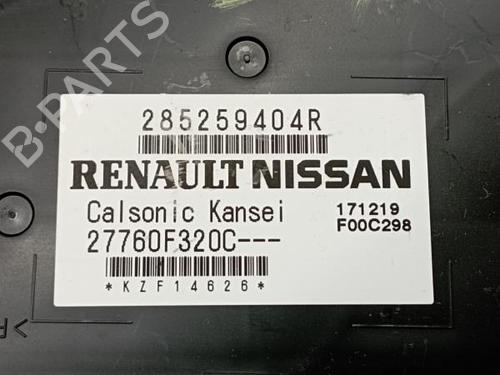 B-PARTS
285259404R
RENAULT NISSAN
Calsonic Kansei
171219
27760F320C---
F00C298
*KZF14626*